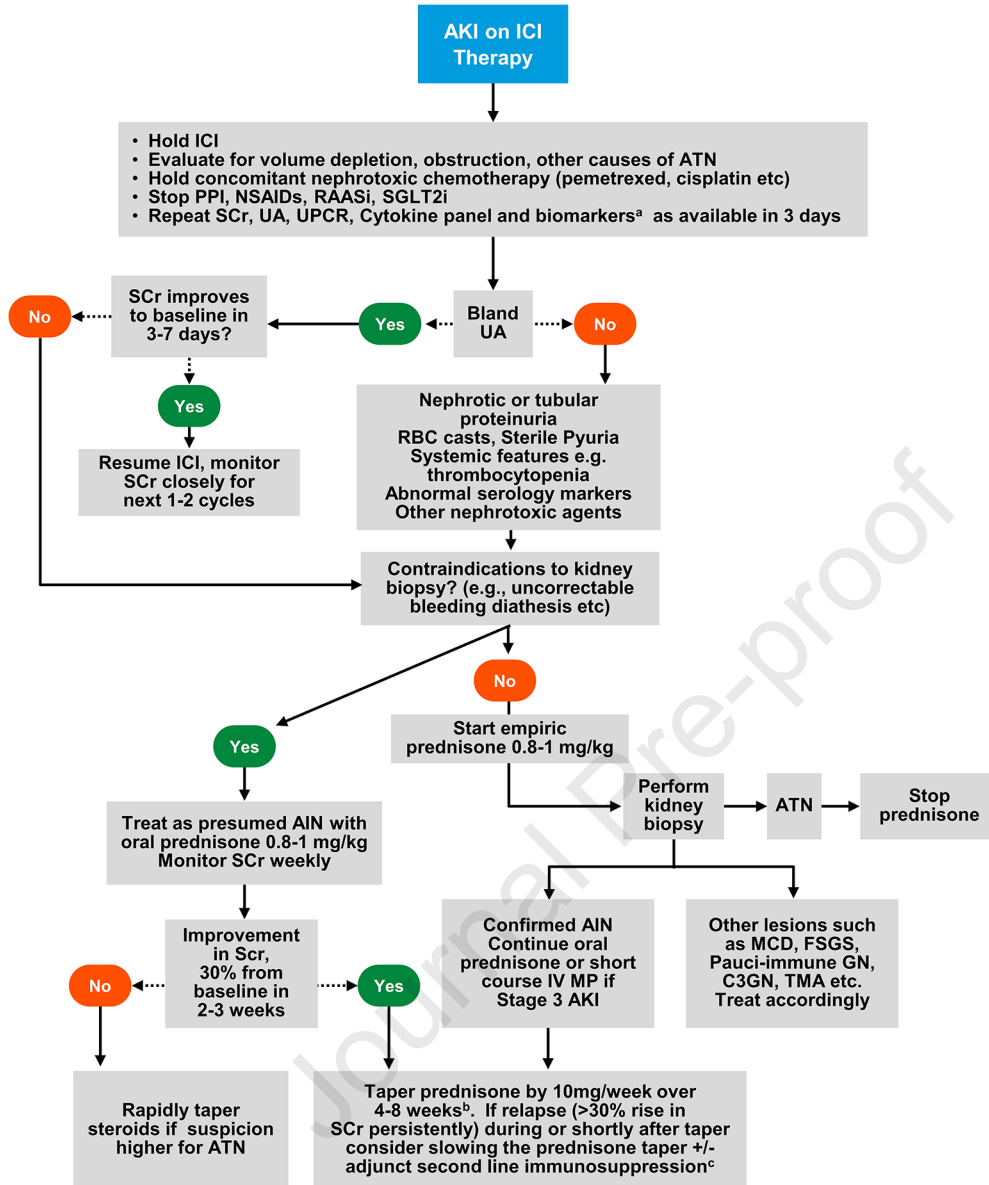 AKI on ICI
Therapy
• Hold ICI
• Evaluate for volume depletion, obstruction, other causes of ATN
• Hold concomitant nephrotoxic chemotherapy (pemetrexed, cisplatin etc)
• Stop PPI, NSAIDs, RAASi, SGLT2i
• Repeat SCr, UA, UPCR, Cytokine panel and biomarkersᵃ as available in 3 days
No
SCr improves
to baseline in
3-7 days?
Yes
Bland
UA
No
Yes
Resume ICI, monitor
SCr closely for
next 1-2 cycles
Nephrotic or tubular
proteinuria
RBC casts, Sterile Pyuria
Systemic features e.g.
thrombocytopenia
Abnormal serology markers
Other nephrotoxic agents
Contraindications to kidney
biopsy? (e.g., uncorrectable
bleeding diathesis etc)
No
Yes
Start empiric
prednisone 0.8-1 mg/kg
Perform
kidney
biopsy
ATN
Stop
prednisone
Treat as presumed AIN with
oral prednisone 0.8-1 mg/kg
Monitor SCr weekly
No
Improvement
in Scr,
30% from
baseline in
2-3 weeks
Yes
Confirmed AIN
Continue oral
prednisone or short
course IV MP if
Stage 3 AKI
Other lesions such
as MCD, FSGS,
Pauci-immune GN,
C3GN, TMA etc.
Treat accordingly
Rapidly taper
steroids if suspicion
higher for ATN
Taper prednisone by 10mg/week over
4-8 weeksᵇ. If relapse (>30% rise in
SCr persistently) during or shortly after taper
consider slowing the prednisone taper +/-
adjunct second line immunosuppressionᶜ
Journal Pre-proof